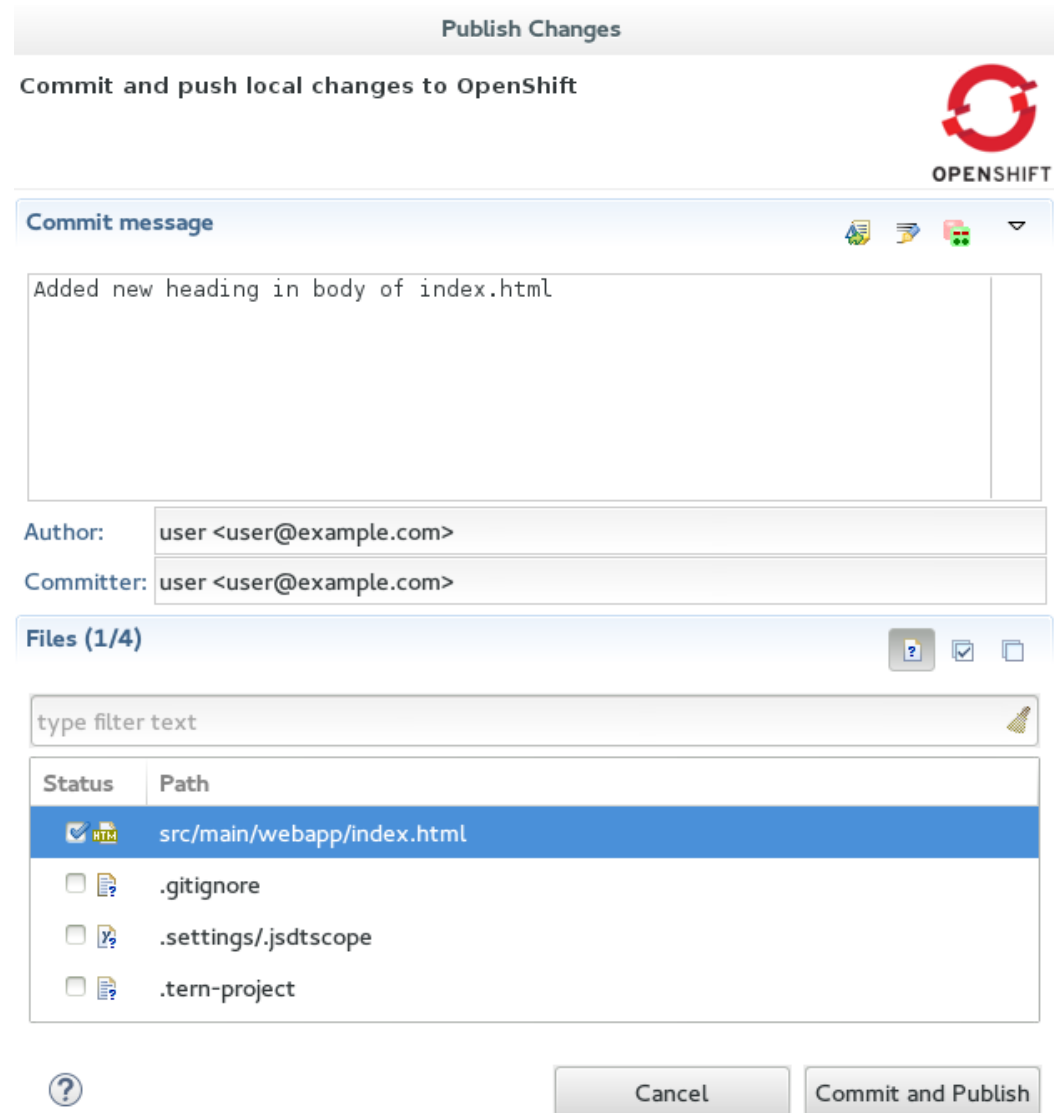 Publish Changes
Commit and push local changes to OpenShift
OPENSHIFT
Commit message
Added new heading in body of index.html
Author: user <user@example.com>
Committer: user <user@example.com>
Files (1/4)
type filter text
Status Path
src/main/webapp/index.html
.gitignore
.settings/.jsdtscope
.tern-project
Cancel Commit and Publish